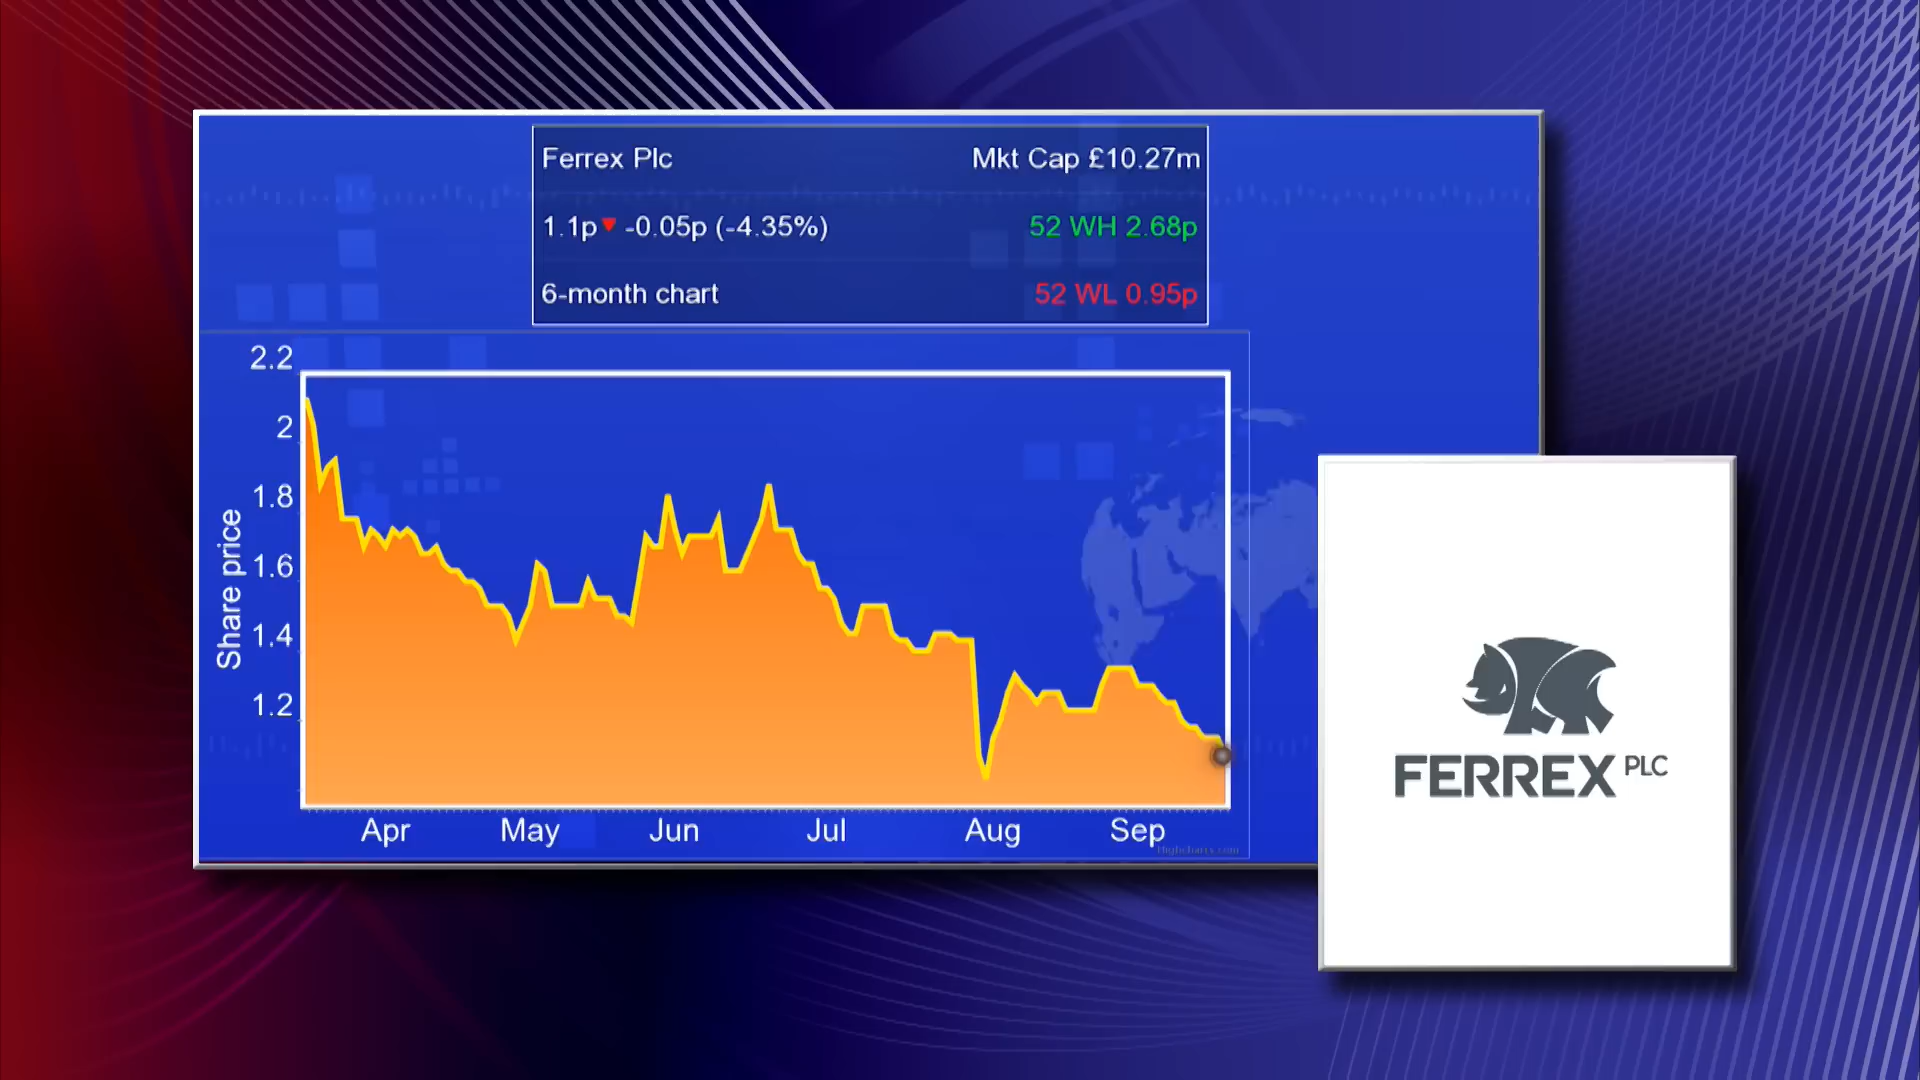 Ferrex Plc
Mkt Cap £10.27m
1.1p -0.05p (-4.35%)
52 WH 2.68p
6-month chart
52 WL 0.95p
2.2
2
1.8
1.6
1.4
1.2
Share price
Apr May Jun Jul Aug Sep
Highcharts.com
FERREX PLC